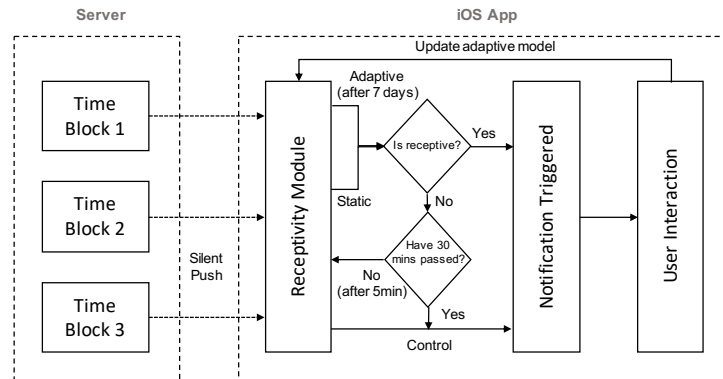 Server
iOS App
Update adaptive model
Time
Block 1
Time
Block 2
Time
Block 3
Silent
Push
Receptivity Module
Adaptive
(after 7 days)
Static
Is receptive?
Yes
No
Have 30
mins passed?
No
(after 5min)
Yes
Control
Notification Triggered
User Interaction